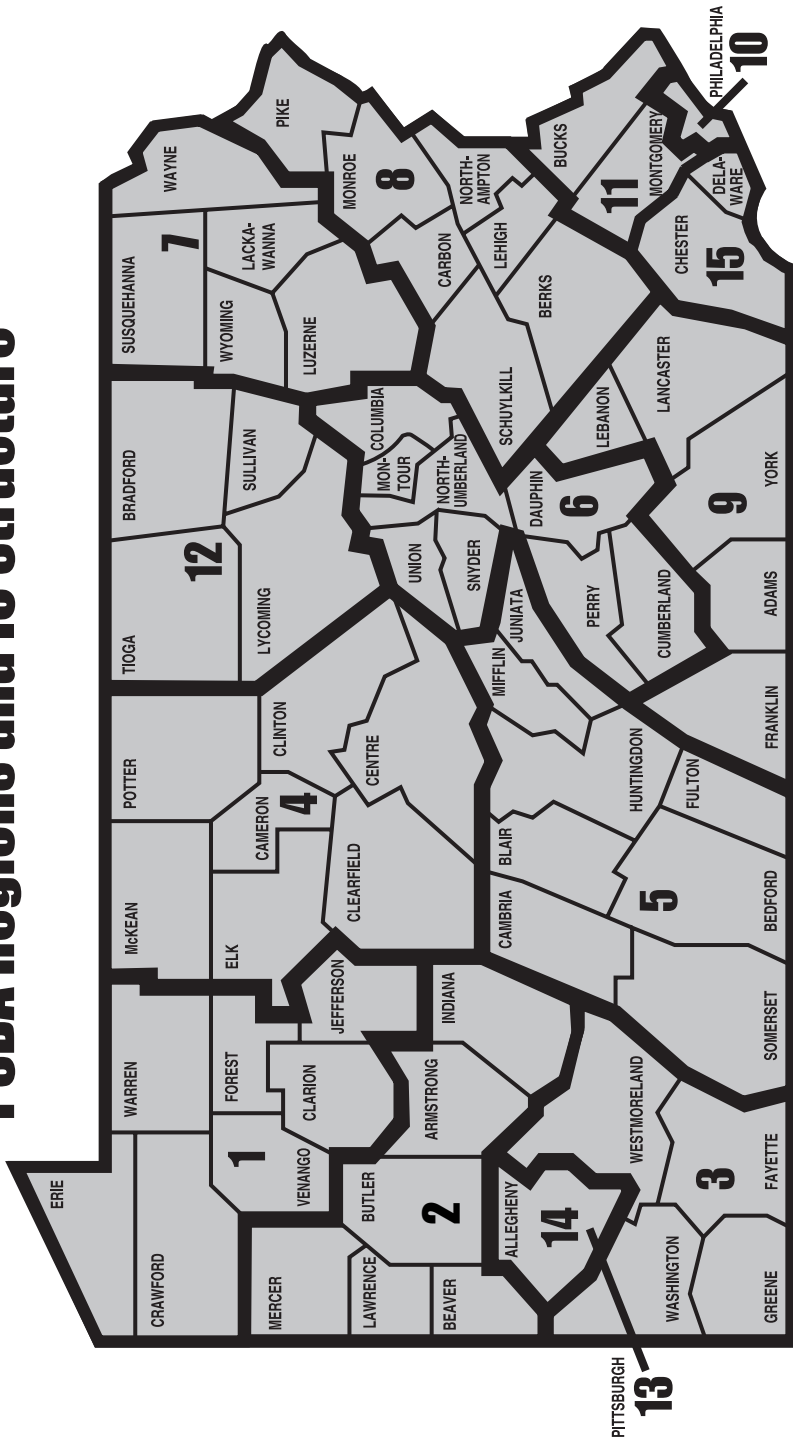 PSBA Regions and Structure
ERIE
CRAWFORD
WARREN
McKEAN
POTTER
TIOGA
BRADFORD
SUSQUEHANNA
WAYNE
12
7
WYOMING
LACKA-
WANNA
SULLIVAN
PIKE
1
VENANGO
FOREST
ELK
CAMERON
4
CLINTON
LYCOMING
LUZERNE
MONROE
8
MERCER
CLARION
JEFFERSON
CLEARFIELD
CENTRE
UNION
MON-
TOUR
COLUMBIA
NORTH-
UMBERLAND
SNYDER
CARBON
NORTH-
AMPTON
LEHIGH
LAWRENCE
BUTLER
2
BEAVER
ARMSTRONG
INDIANA
CAMBRIA
BLAIR
MIFFLIN
JUNIATA
DAUPHIN
6
SCHUYLKILL
BERKS
BUCKS
ALLEGHENY
14
PITTSBURGH
13
WESTMORELAND
HUNTINGDON
PERRY
CUMBERLAND
LEBANON
LANCASTER
11
MONTGOMERY
PHILADELPHIA
10
WASHINGTON
3
5
FULTON
9
CHESTER
15
DELA-
WARE
GREENE
FAYETTE
SOMERSET
BEDFORD
FRANKLIN
ADAMS
YORK